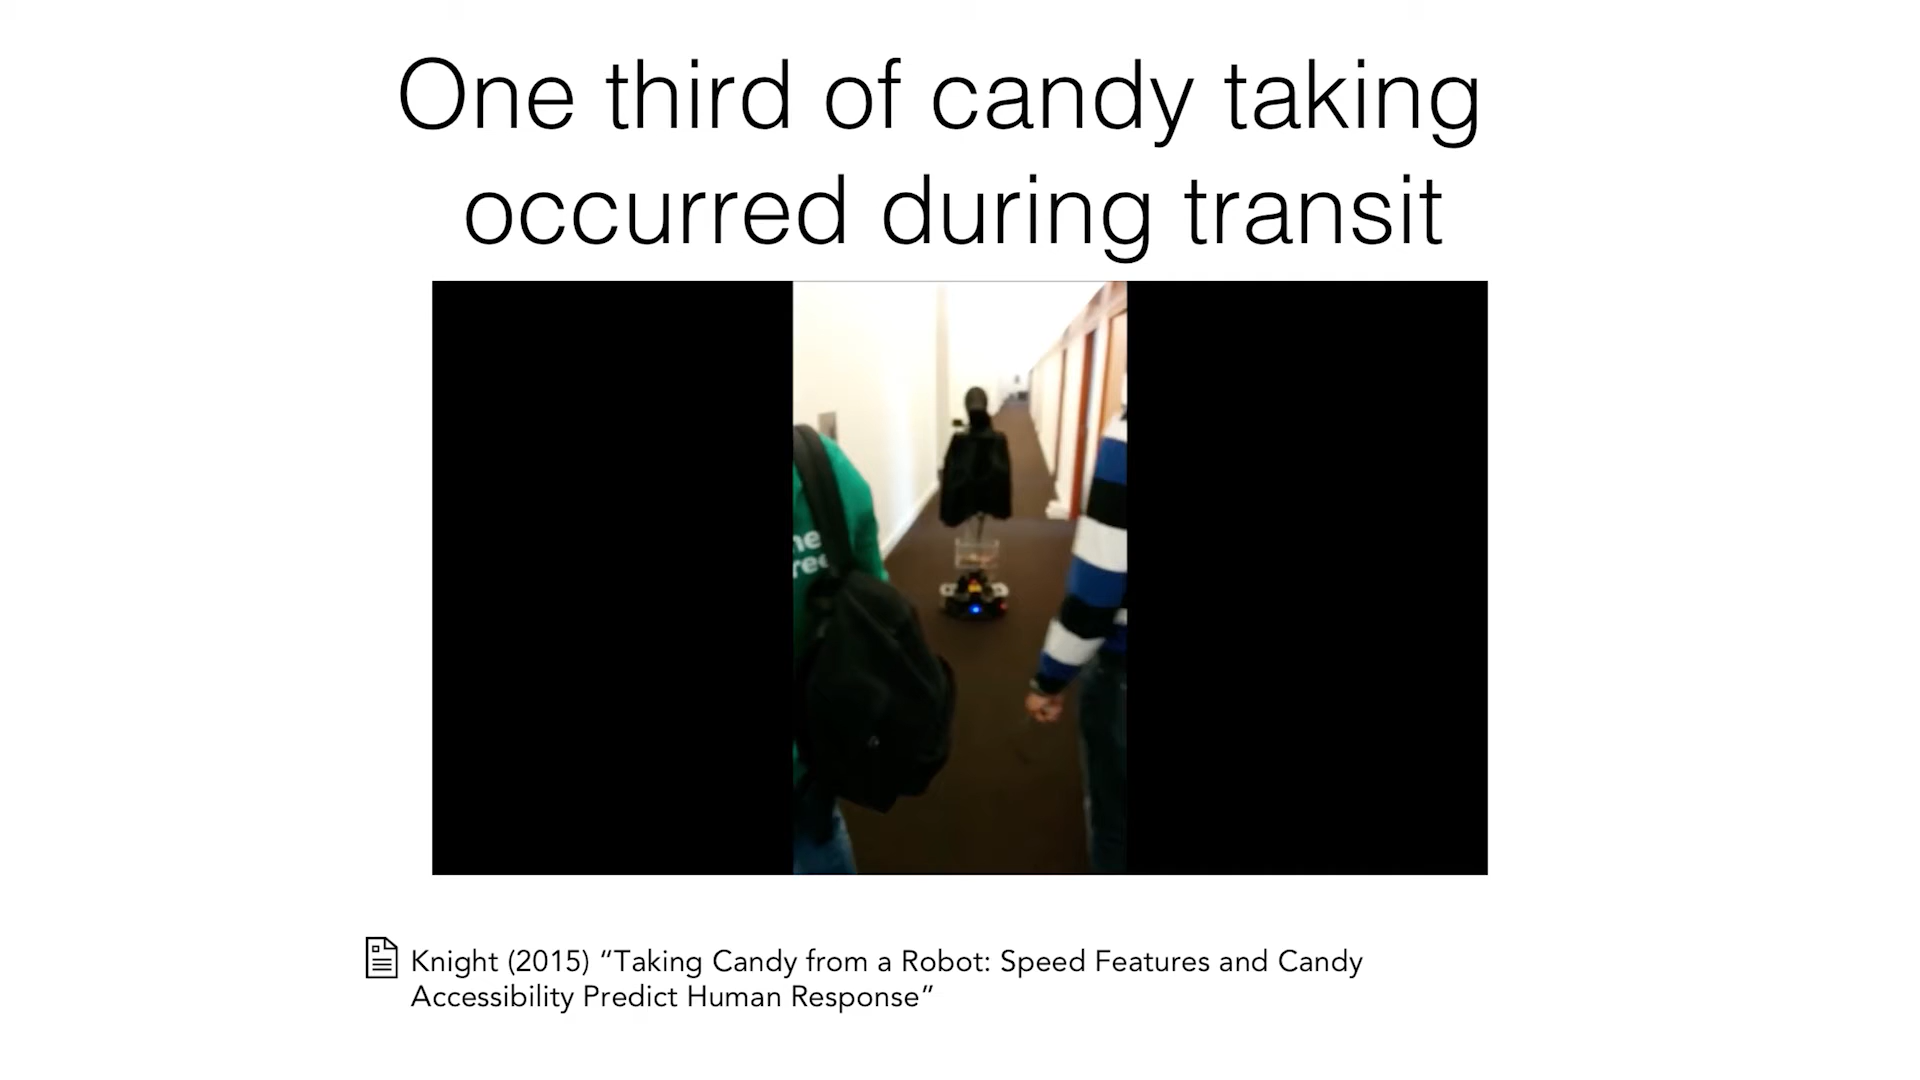 One third of candy taking
occurred during transit
Knight (2015) “Taking Candy from a Robot: Speed Features and Candy
Accessibility Predict Human Response”